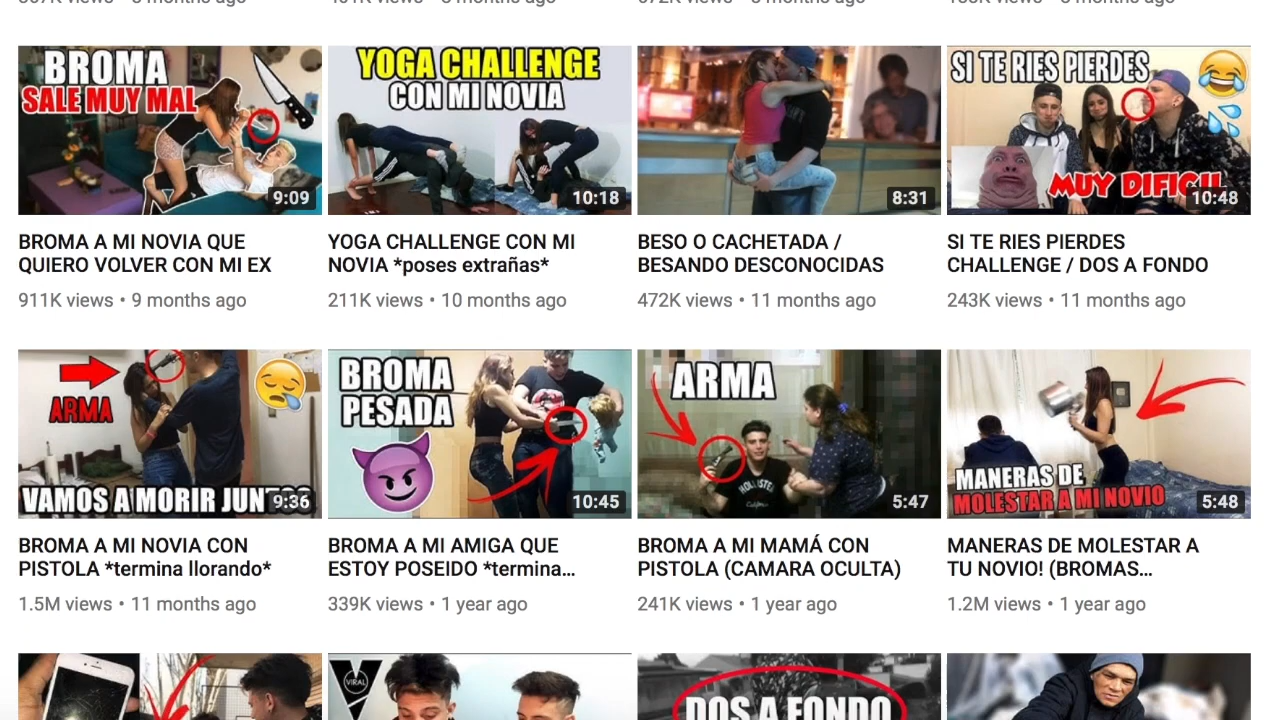 BROMA
SALE MUY MAL
9:09
YOGA CHALLENGE
CON MI NOVIA
10:18
8:31
SI TE RIES PIERDES
MUY DIFICIL
10:48
BROMA A MI NOVIA QUE
QUIERO VOLVER CON MI EX
911K views • 9 months ago
YOGA CHALLENGE CON MI
NOVIA *poses extrañas*
211K views • 10 months ago
BESO O CACHETADA /
BESANDO DESCONOCIDAS
472K views • 11 months ago
SI TE RIES PIERDES
CHALLENGE / DOS A FONDO
243K views • 11 months ago
ARMA
VAMOS A MORIR JUNTOS
9:36
BROMA
PESADA
10:45
ARMA
HOLLISTER
California
5:47
MANERAS DE
MOLESTAR A MI NOVIO
5:48
BROMA A MI NOVIA CON
PISTOLA *termina llorando*
1.5M views • 11 months ago
BROMA A MI AMIGA QUE
ESTOY POSEIDO *termina...
339K views • 1 year ago
BROMA A MI MAMÁ CON
PISTOLA (CAMARA OCULTA)
241K views • 1 year ago
MANERAS DE MOLESTAR A
TU NOVIO! (BROMAS...
1.2M views • 1 year ago
VIRAL
DOS A FONDO